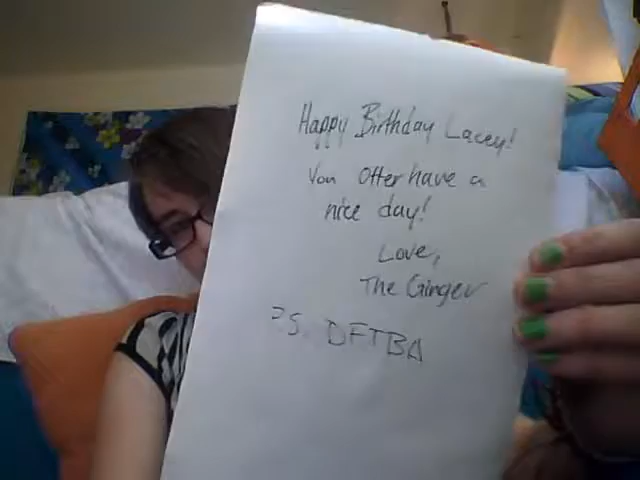 Happy Birthday Lacey!
You Otter have a
nice day!
Love,
The Ginger
PS. DFTBA